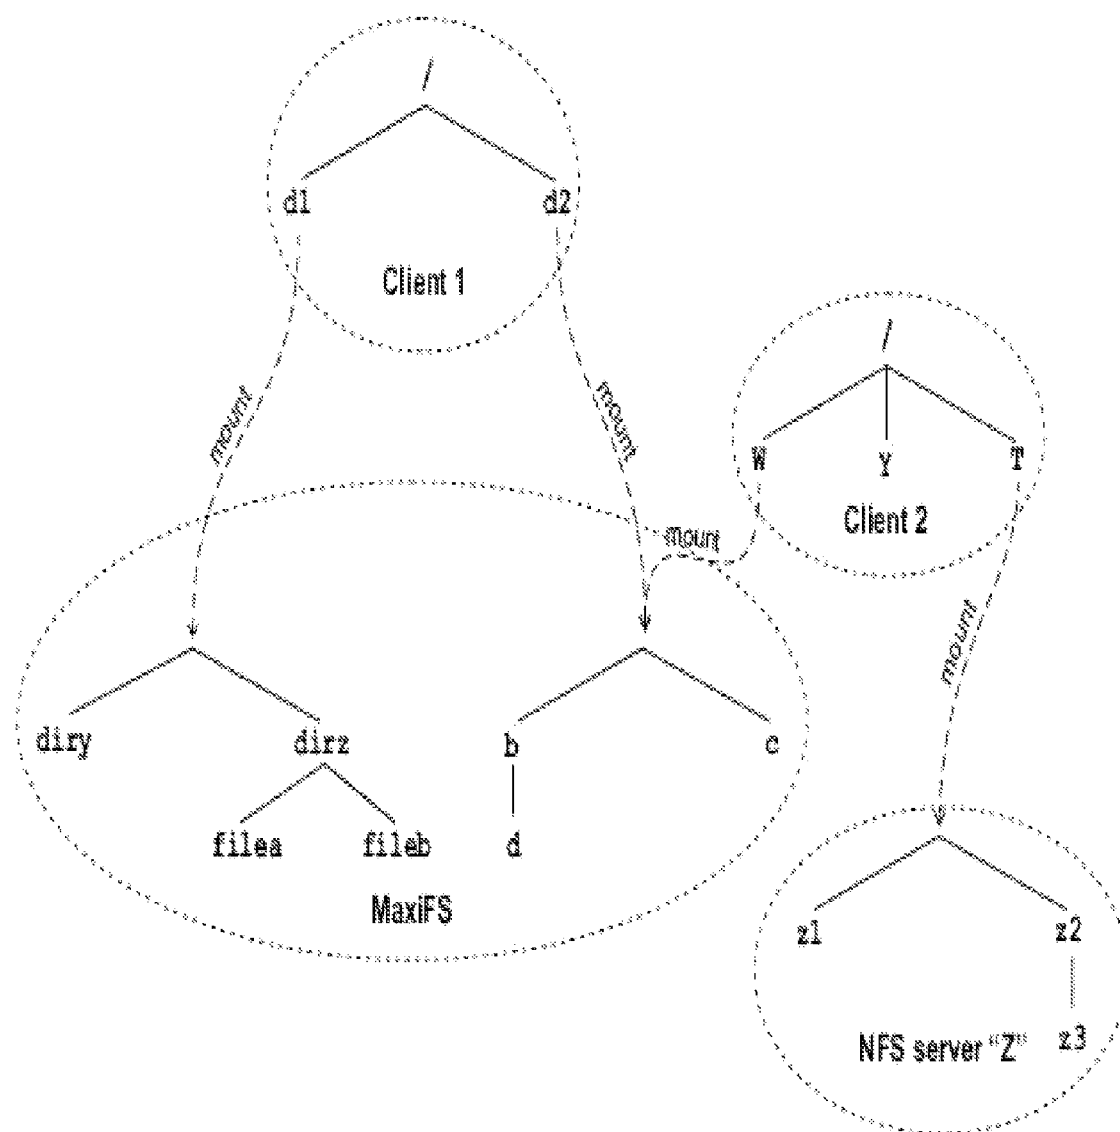 /
d1 d2
Client 1
/
mount mount
W Y T
Client 2
mount
mount
diry dirz b c
filea fileb d
MaxiFS
z1 z2
NFS server "Z" z3